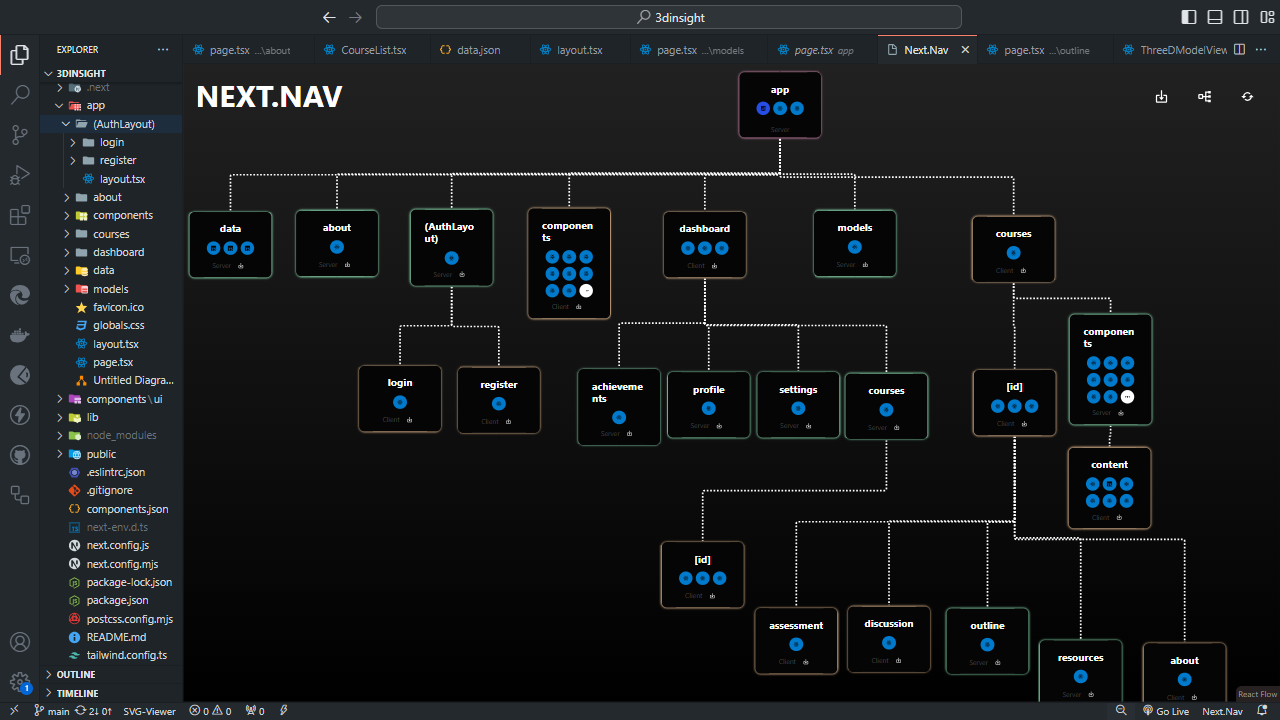 3dinsight
EXPLORER
page.tsx ...\about
CourseList.tsx
data.json
layout.tsx
page.tsx ...\models
page.tsx app
Next.Nav
page.tsx ...\outline
ThreeDModelView
3DINSIGHT
.next
app
(AuthLayout)
login
register
layout.tsx
about
components
courses
dashboard
data
models
favicon.ico
globals.css
layout.tsx
page.tsx
Untitled Diagra...
components\ui
lib
node_modules
public
.eslintrc.json
.gitignore
components.json
next-env.d.ts
next.config.js
next.config.mjs
package-lock.json
package.json
postcss.config.mjs
README.md
tailwind.config.ts
OUTLINE
TIMELINE
NEXT.NAV
app
Server
data
Server
about
Server
(AuthLayo
ut)
Server
componen
ts
Client
dashboard
Client
models
Server
courses
Client
login
Client
register
Client
achieveme
nts
Server
profile
Server
settings
Server
courses
Server
[id]
Client
componen
ts
Server
content
Client
[id]
Client
assessment
Client
discussion
Client
outline
Server
resources
Server
about
Client
React Flow
1
main
2↓ 0↑
SVG-Viewer
0
0
0
Go Live
Next.Nav